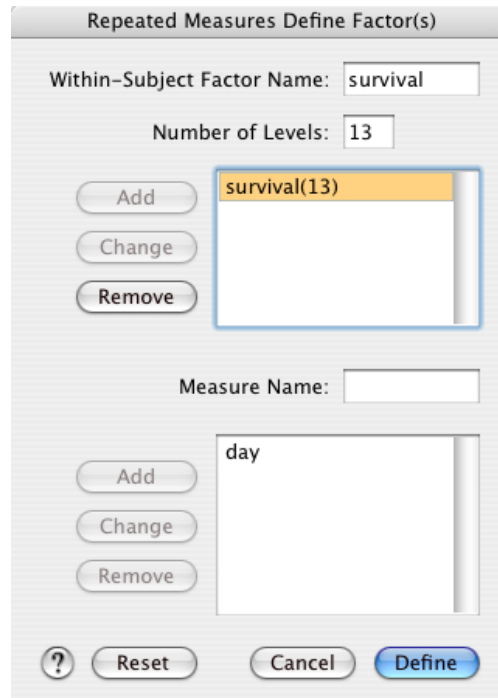 Repeated Measures Define Factor(s)
Within-Subject Factor Name: survival
Number of Levels: 13
Add
survival(13)
Change
Remove
Measure Name:
day
Add
Change
Remove
? Reset Cancel Define